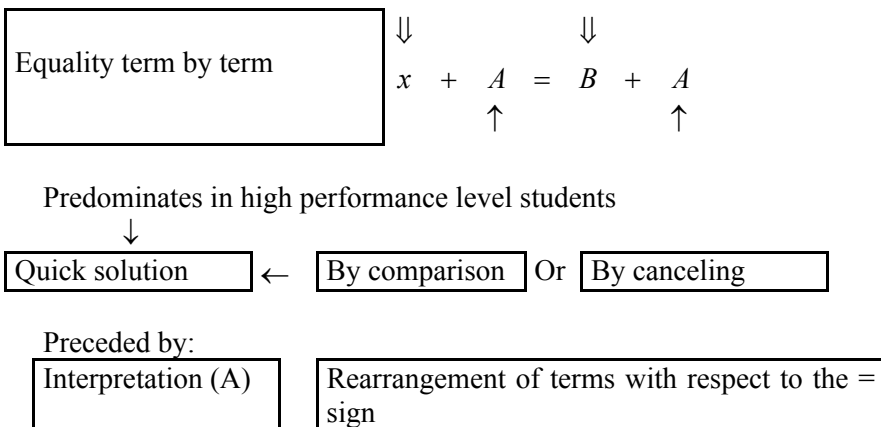 ⇓ ⇓
Equality term by term x + A = B + A
↑ ↑
Predominates in high performance level students
↓
Quick solution ← By comparison Or By canceling
Preceded by:
Interpretation (A) Rearrangement of terms with respect to the =
sign